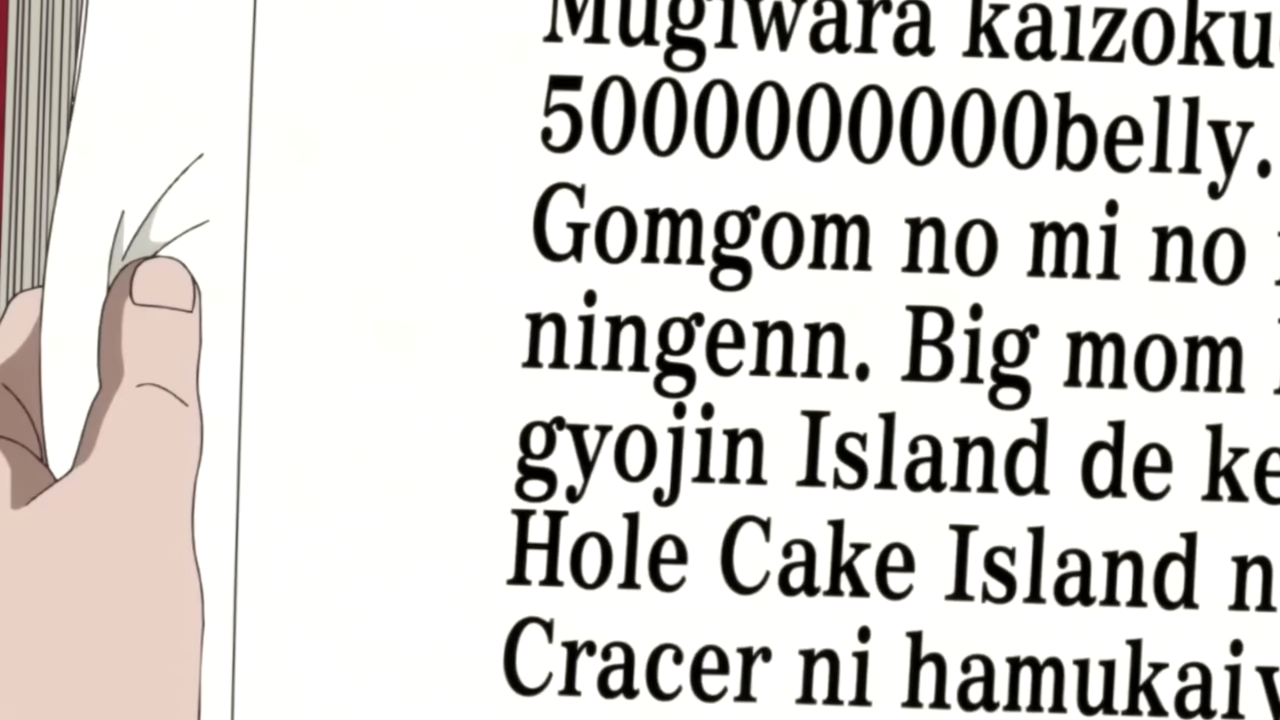 Mugiwara kaizoku
5000000000belly.
Gomgom no mi no
ningenn. Big mom
gyojin Island de ke
Hole Cake Island n
Cracer ni hamukaiy